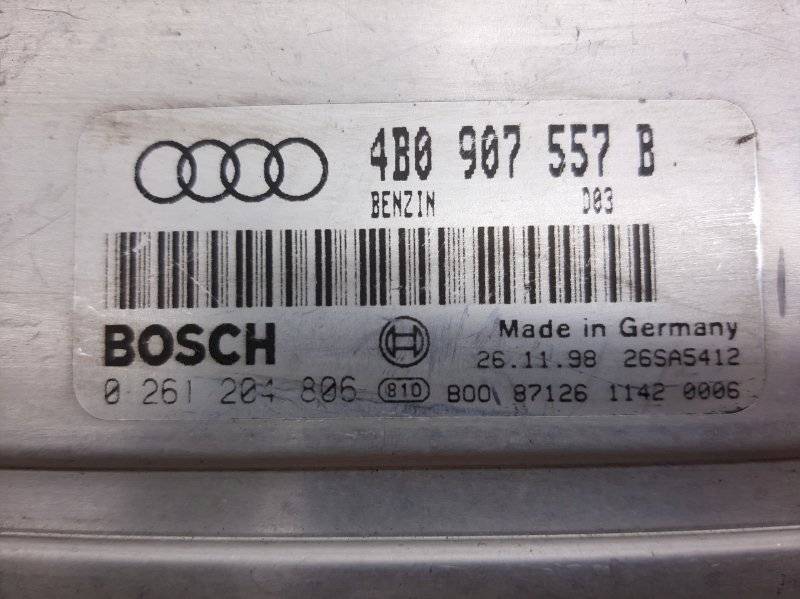 4B0 907 557 B
BENZIN D03
BOSCH
Made in Germany
26.11.98 26SA5412
0 261 204 806 810 B00 87126 1142 0006